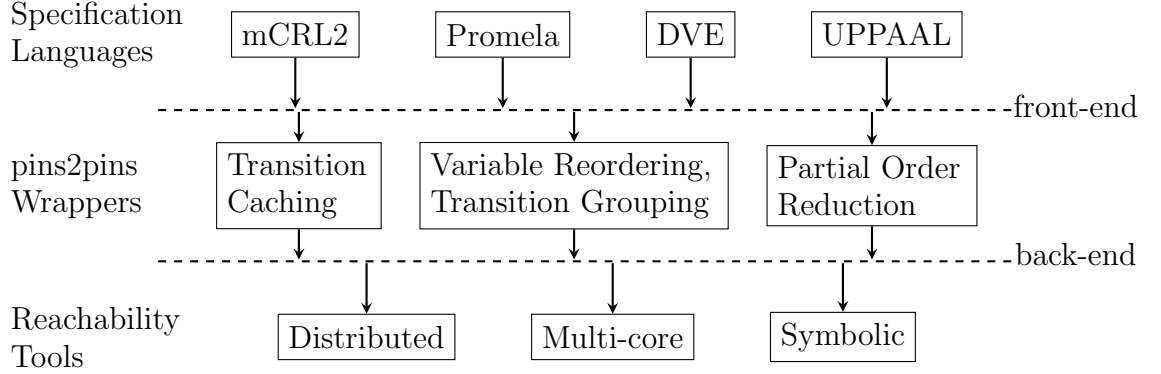 Specification
Languages
mCRL2
Promela
DVE
UPPAAL
front-end
pins2pins
Wrappers
Transition
Caching
Variable Reordering,
Transition Grouping
Partial Order
Reduction
back-end
Reachability
Tools
Distributed
Multi-core
Symbolic